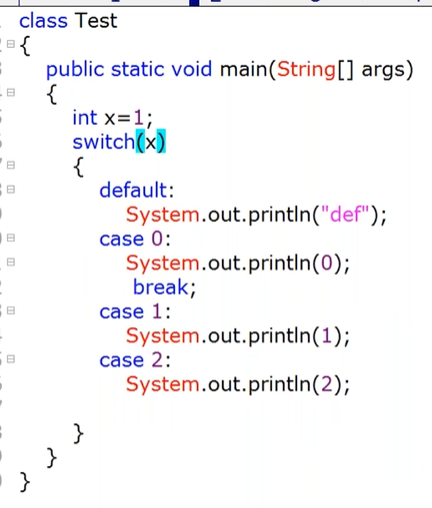 class Test
{
public static void main(String[] args)
{
int x=1;
switch(x)
{
default:
System.out.println("def");
case 0:
System.out.println(0);
break;
case 1:
System.out.println(1);
case 2:
System.out.println(2);
}
}
}